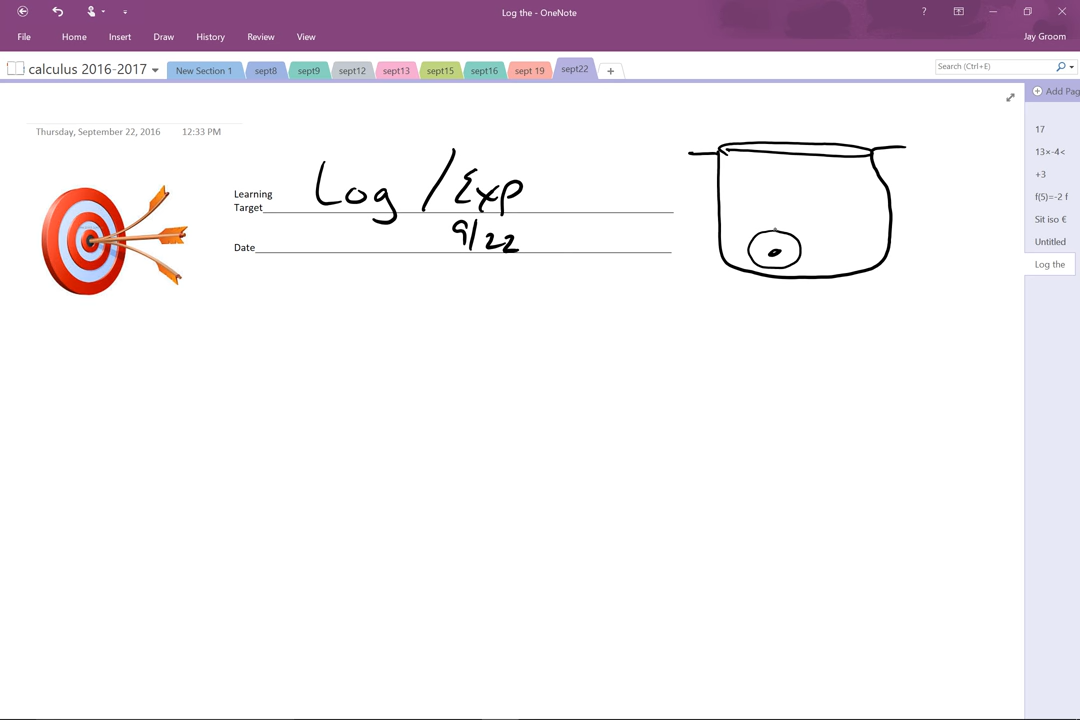 Log the - OneNote
?
File Home Insert Draw History Review View
Jay Groom
calculus 2016-2017 New Section 1 sept8 sept9 sept12 sept13 sept15 sept16 sept 19 sept22 +
Search (Ctrl+E)
Add Pag
Thursday, September 22, 2016 12:33 PM
17
13×-4<
+3
f(5)=-2 f
Sit iso €
Untitled
Log the
Learning
Target Log / Exp
Date 9/22